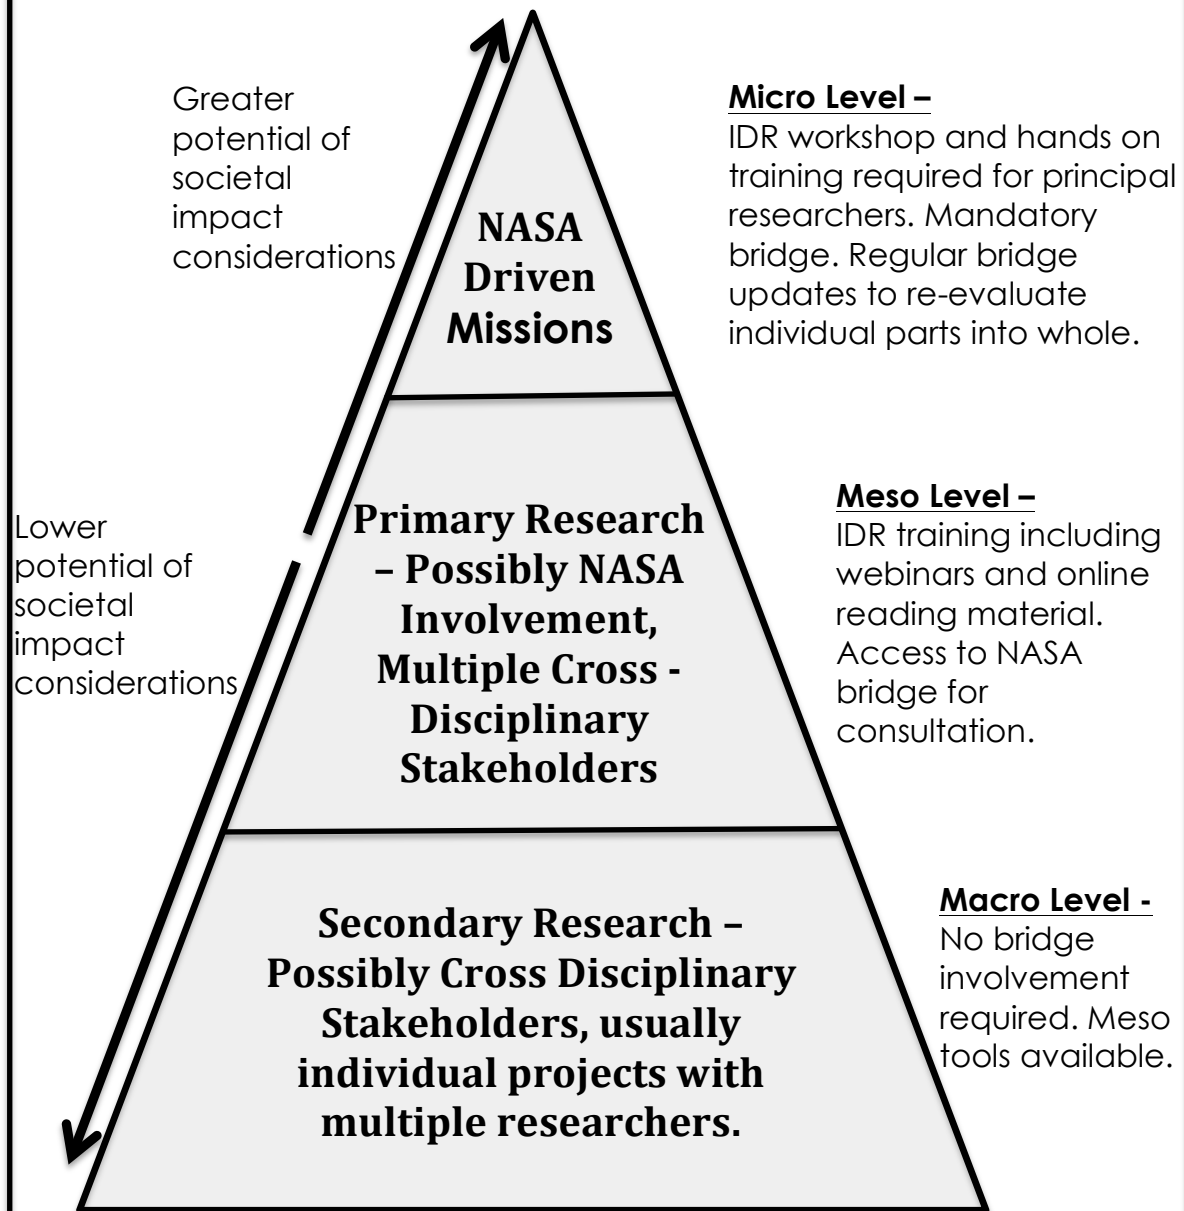 Greater
potential of
societal
impact
considerations
Micro Level –
IDR workshop and hands on
training required for principal
researchers. Mandatory
bridge. Regular bridge
updates to re-evaluate
individual parts into whole.
NASA
Driven
Missions
Lower
potential of
societal
impact
considerations
Primary Research
– Possibly NASA
Involvement,
Multiple Cross -
Disciplinary
Stakeholders
Meso Level –
IDR training including
webinars and online
reading material.
Access to NASA
bridge for
consultation.
Secondary Research –
Possibly Cross Disciplinary
Stakeholders, usually
individual projects with
multiple researchers.
Macro Level -
No bridge
involvement
required. Meso
tools available.